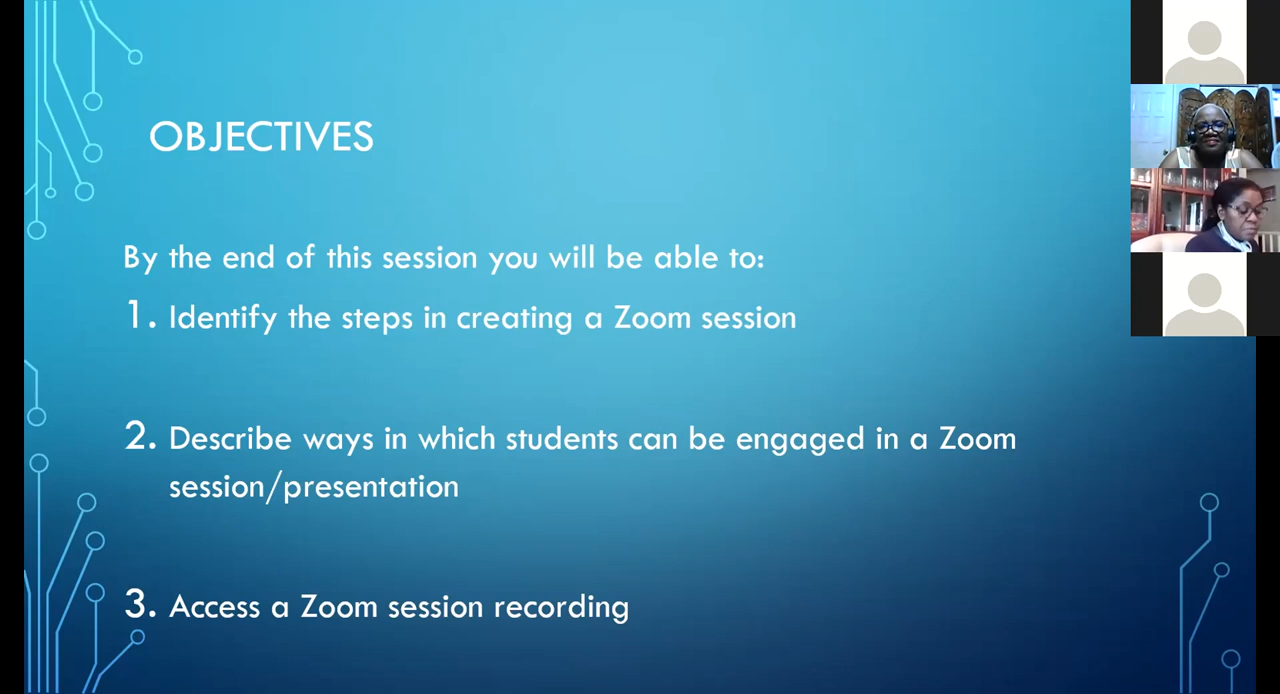 OBJECTIVES
By the end of this session you will be able to:
1. Identify the steps in creating a Zoom session
2. Describe ways in which students can be engaged in a Zoom
session/presentation
3. Access a Zoom session recording